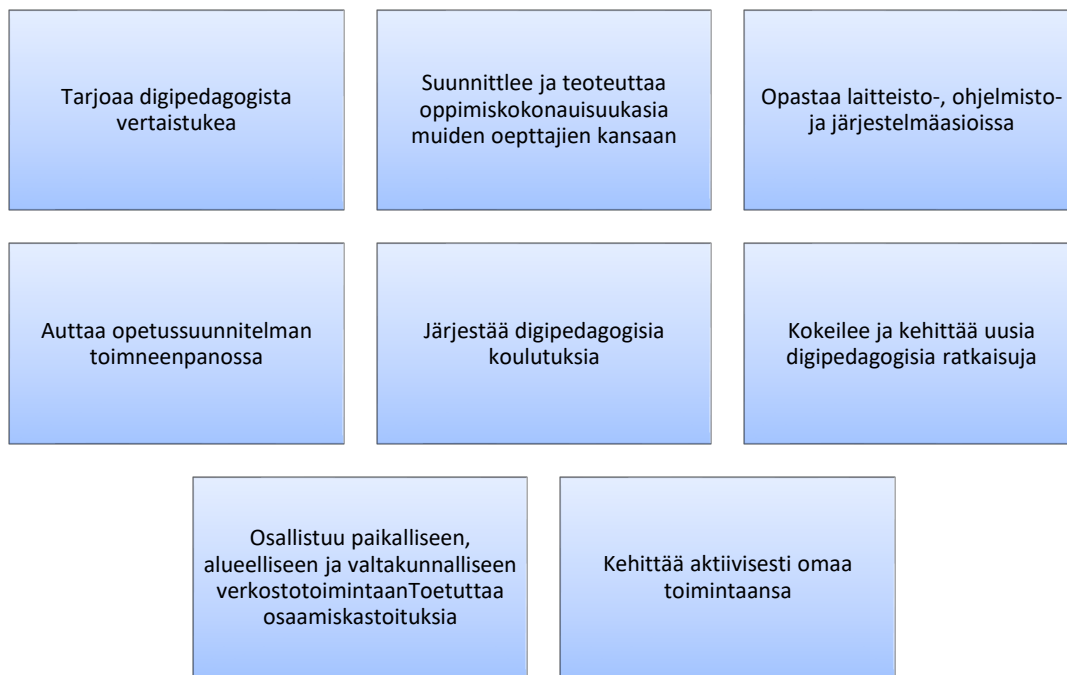 Tarjoaa digipedagogista
vertaistukea
Suunnittlee ja teoteuttaa
oppimiskokonauisuukasia
muiden oepttajien kansaan
Opastaa laitteisto-, ohjelmisto-
ja järjestelmäasioissa
Auttaa opetussuunnitelman
toimneenpanossa
Järjestää digipedagogisia
koulutuksia
Kokeilee ja kehittää uusia
digipedagogisia ratkaisuja
Osallistuu paikalliseen,
alueelliseen ja valtakunnalliseen
verkostotoimintaanToetuttaa
osaamiskastoituksia
Kehittää aktiivisesti omaa
toimintaansa